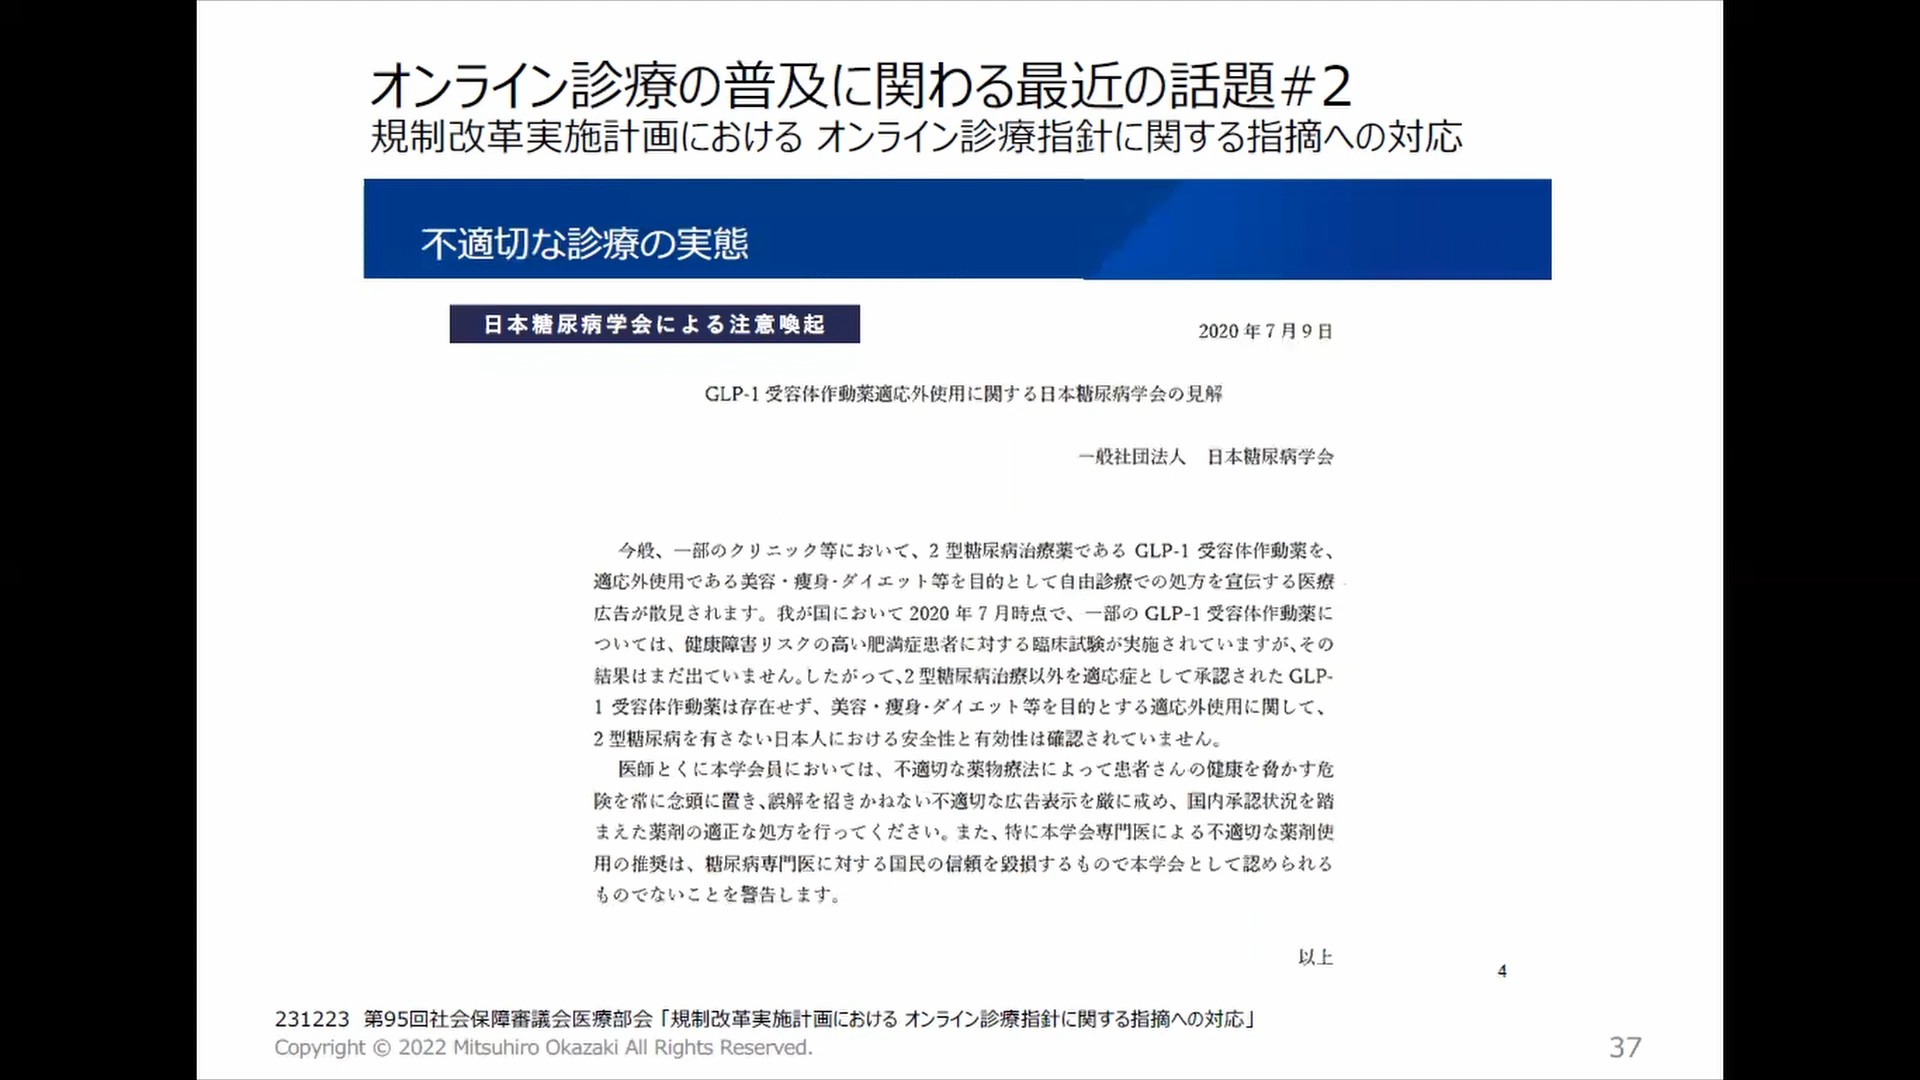 オンライン診療の普及に関わる最近の話題#2
規制改革実施計画における オンライン診療指針に関する指摘への対応
不適切な診療の実態
日本糖尿病学会による注意喚起
2020 年 7 月 9 日
GLP-1 受容体作動薬適応外使用に関する日本糖尿病学会の見解
一般社団法人　日本糖尿病学会
今般、一部のクリニック等において、2 型糖尿病治療薬である GLP-1 受容体作動薬を、
適応外使用である美容・痩身・ダイエット等を目的として自由診療での処方を宣伝する医療
広告が散見されます。我が国において 2020 年 7 月時点で、一部の GLP-1 受容体作動薬に
ついては、健康障害リスクの高い肥満症患者に対する臨床試験が実施されていますが、その
結果はまだ出ていません。したがって、2 型糖尿病治療以外を適応症として承認された GLP-
1 受容体作動薬は存在せず、美容・痩身・ダイエット等を目的とする適応外使用に関して、
2 型糖尿病を有さない日本人における安全性と有効性は確認されていません。
医師とくに本学会員においては、不適切な薬物療法によって患者さんの健康を脅かす危
険を常に念頭に置き、誤解を招きかねない不適切な広告表示を厳に戒め、国内承認状況を踏
まえた薬剤の適正な処方を行ってください。また、特に本学会専門医による不適切な薬剤使
用の推奨は、糖尿病専門医に対する国民の信頼を毀損するもので本学会として認められる
ものでないことを警告します。
以上
4
231223 第95回社会保障審議会医療部会「規制改革実施計画における オンライン診療指針に関する指摘への対応」
Copyright © 2022 Mitsuhiro Okazaki All Rights Reserved.
37